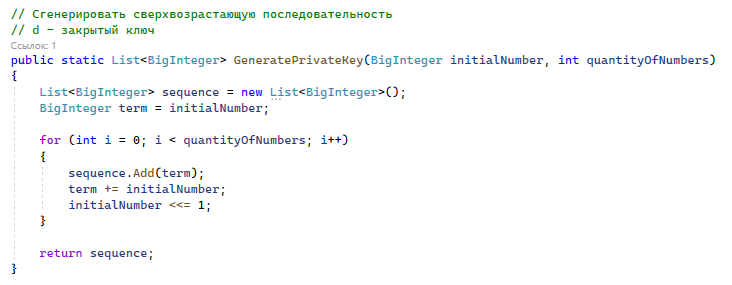 // Сгенерировать сверхвозрастающую последовательность
// d - закрытый ключ
Ссылок: 1
public static List<BigInteger> GeneratePrivateKey(BigInteger initialNumber, int quantityOfNumbers)
{
    List<BigInteger> sequence = new List<BigInteger>();
    BigInteger term = initialNumber;

    for (int i = 0; i < quantityOfNumbers; i++)
    {
        sequence.Add(term);
        term += initialNumber;
        initialNumber <<= 1;
    }

    return sequence;
}